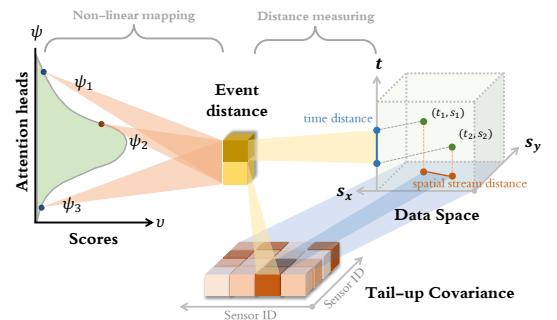 Non-linear mapping
Distance measuring
ψ
t
ψ1
Event
distance
time distance
(t1, s1)
ψ2
(t2, s2)
sy
Attention heads
ψ3
sx
spatial stream distance
Scores
υ
Data Space
Tail-up Covariance
Sensor ID
Sensor ID